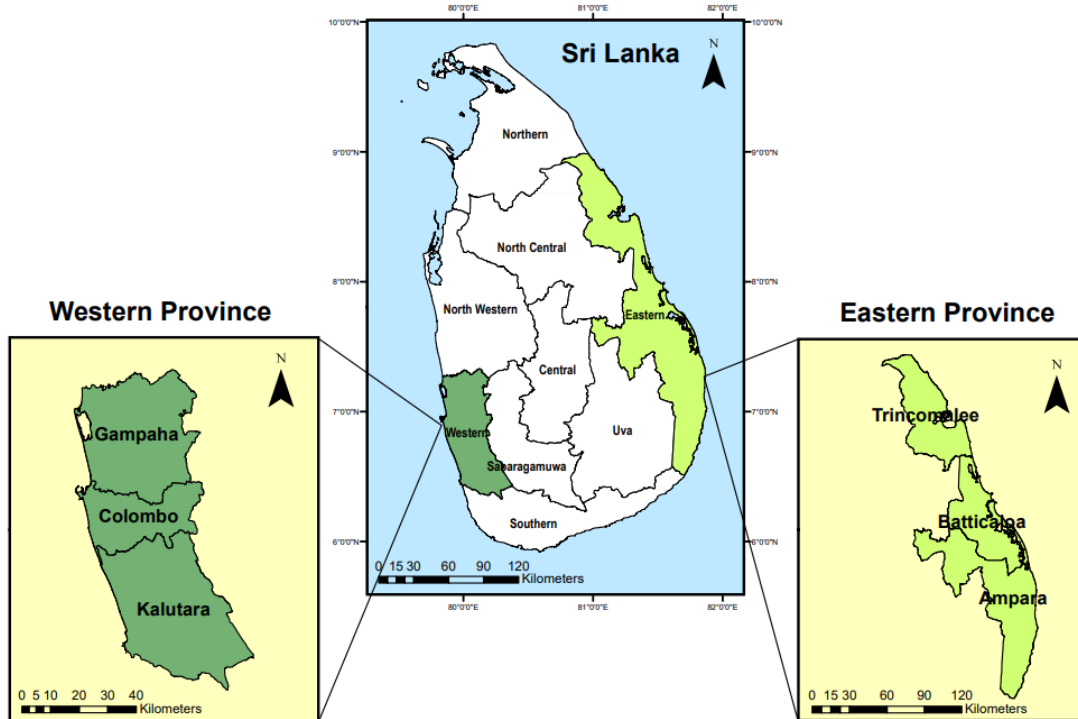 80°0'0"E 81°0'0"E 82°0'0"E
10°0'0"N 10°0'0"N
Sri Lanka
N
Northern
9°0'0"N 9°0'0"N
North Central
8°0'0"N 8°0'0"N
North Western
Eastern
Central
7°0'0"N 7°0'0"N
Western
Uva
Sabaragamuwa
Southern
6°0'0"N 6°0'0"N
0 15 30 60 90 120
Kilometers
80°0'0"E 81°0'0"E 82°0'0"E
Western Province
N
Gampaha
Colombo
Kalutara
0 5 10 20 30 40
Kilometers
Eastern Province
N
Trincomalee
Batticaloa
Ampara
0 15 30 60 90 120
Kilometers